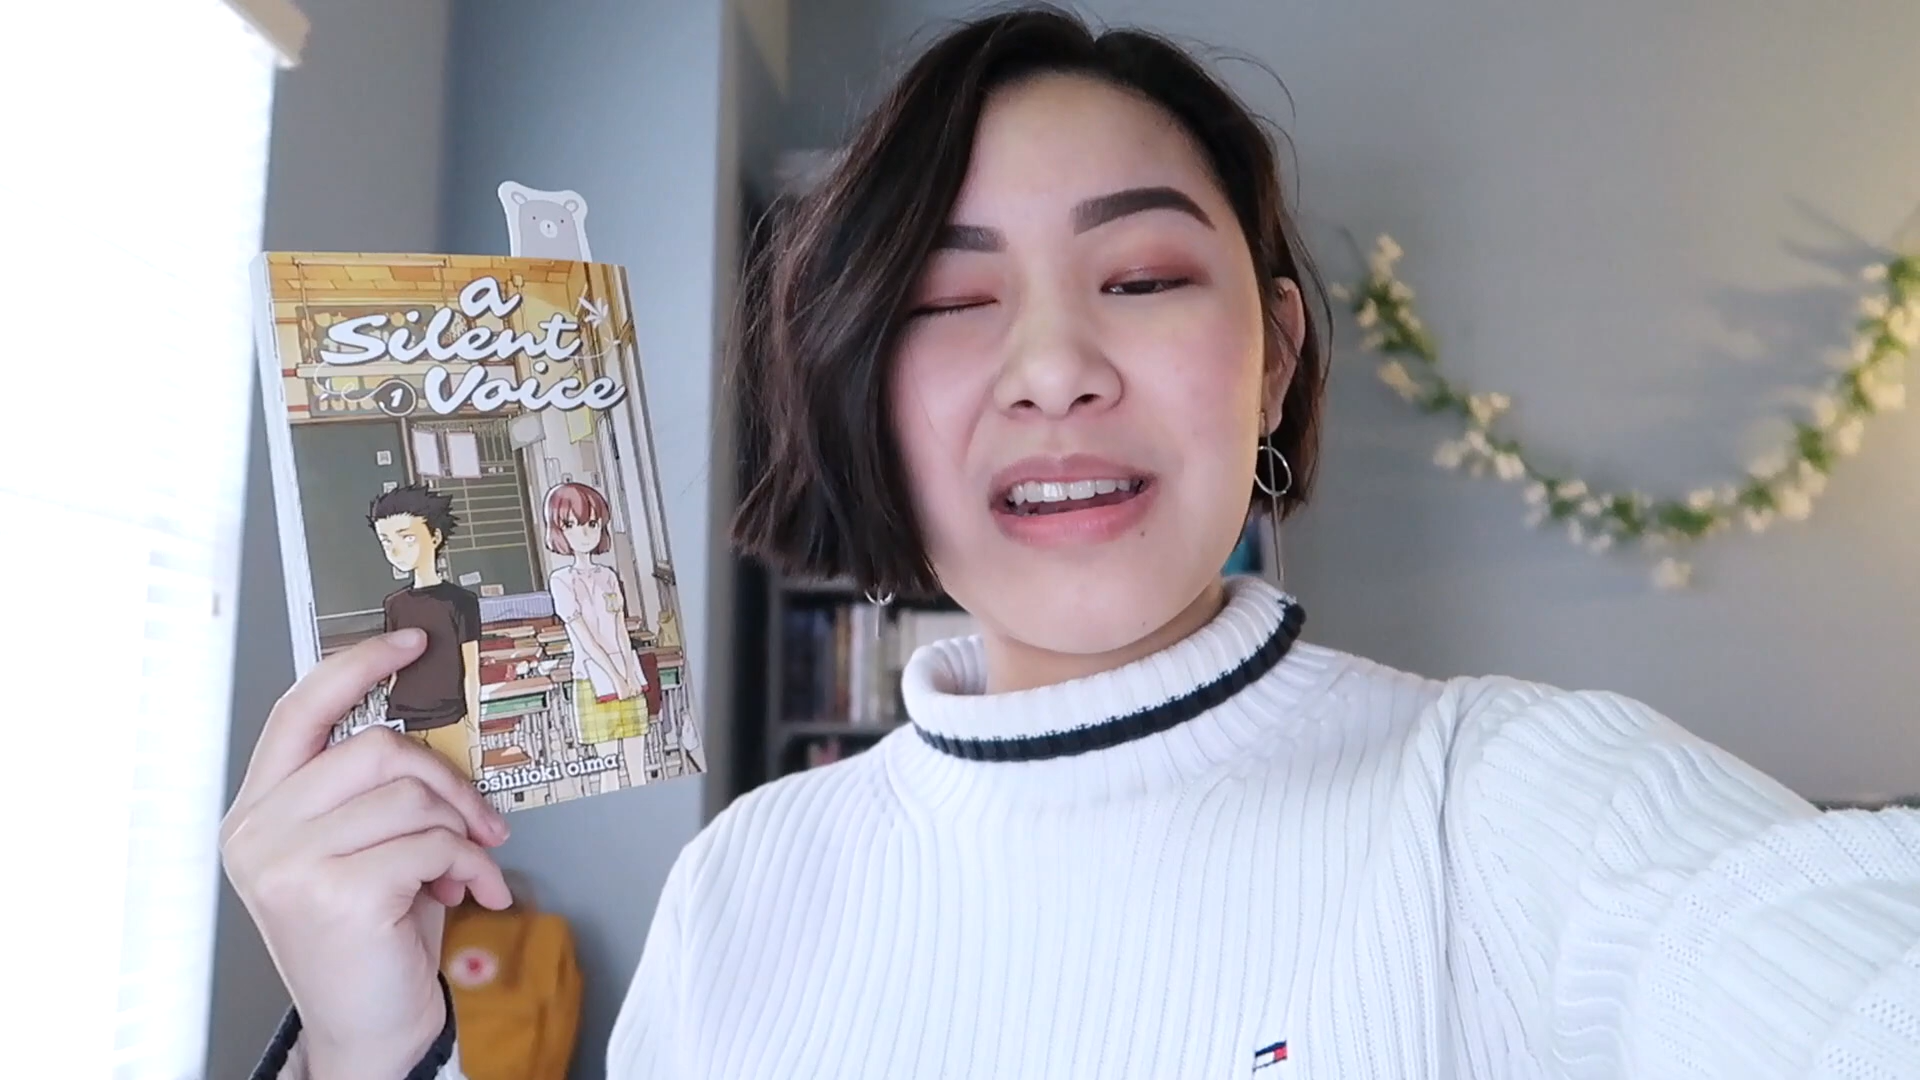 a
Silent
1 Voice
oshitoki oima